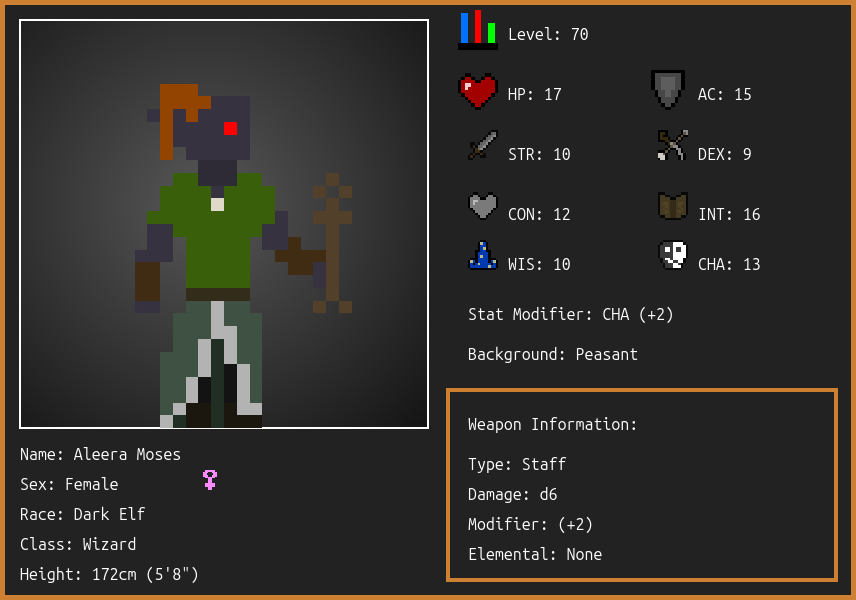 Level: 70
HP: 17
AC: 15
STR: 10
DEX: 9
CON: 12
INT: 16
WIS: 10
CHA: 13
Stat Modifier: CHA (+2)
Background: Peasant
Weapon Information:
Type: Staff
Damage: d6
Modifier: (+2)
Elemental: None
Name: Aleera Moses
Sex: Female
Race: Dark Elf
Class: Wizard
Height: 172cm (5'8")